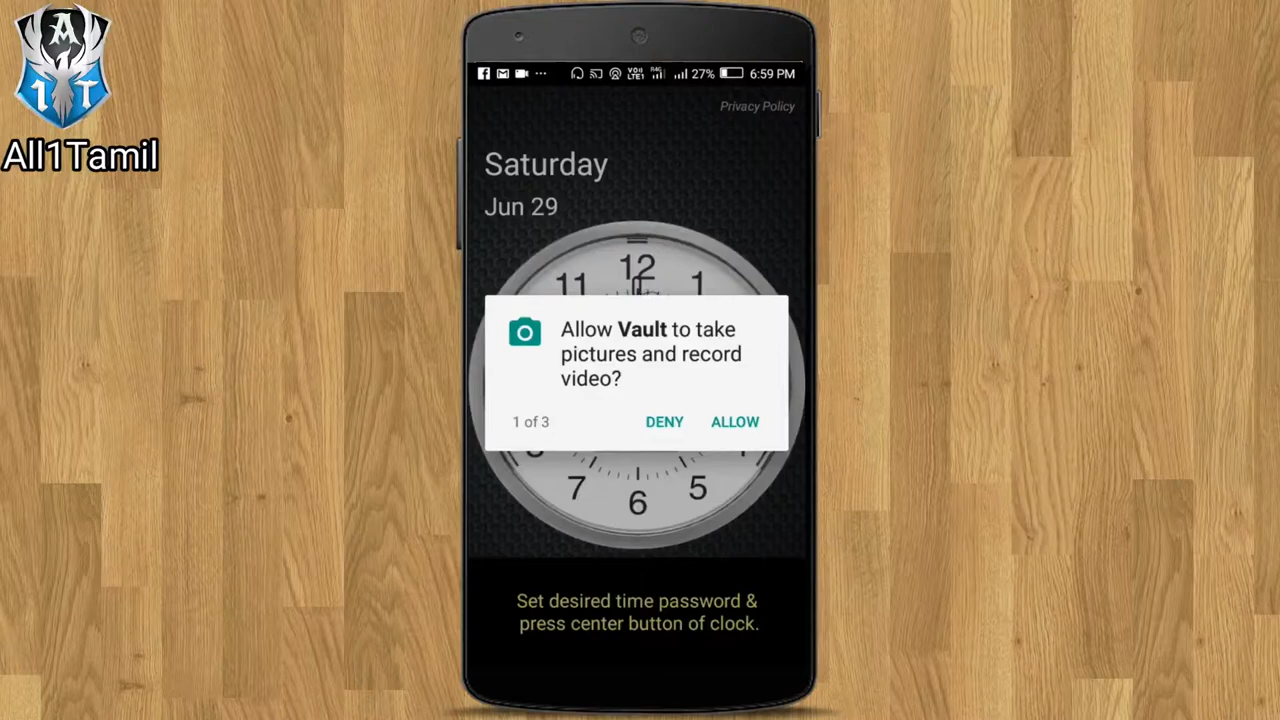 A
1 T
All1Tamil
27% 6:59 PM
Privacy Policy
Saturday
Jun 29
11 12 1
Allow Vault to take
pictures and record
video?
1 of 3 DENY ALLOW
7 6 5
Set desired time password &
press center button of clock.